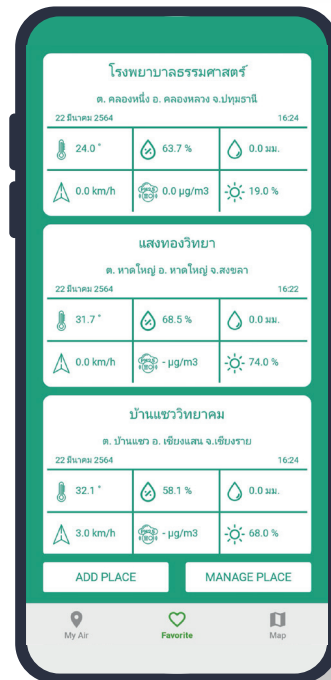 โรงพยาบาลธรรมศาสตร์
ต. คลองหนึ่ง อ. คลองหลวง จ.ปทุมธานี
22 มีนาคม 2564 16:24
24.0 ° 63.7 % 0.0 มม.
0.0 km/h 0.0 µg/m3 19.0 %
แสงทองวิทยา
ต. หาดใหญ่ อ. หาดใหญ่ จ.สงขลา
22 มีนาคม 2564 16:22
31.7 ° 68.5 % 0.0 มม.
0.0 km/h - µg/m3 74.0 %
บ้านแซววิทยาคม
ต. บ้านแซว อ. เชียงแสน จ.เชียงราย
22 มีนาคม 2564 16:24
32.1 ° 58.1 % 0.0 มม.
3.0 km/h - µg/m3 68.0 %
ADD PLACE MANAGE PLACE
My Air Favorite Map